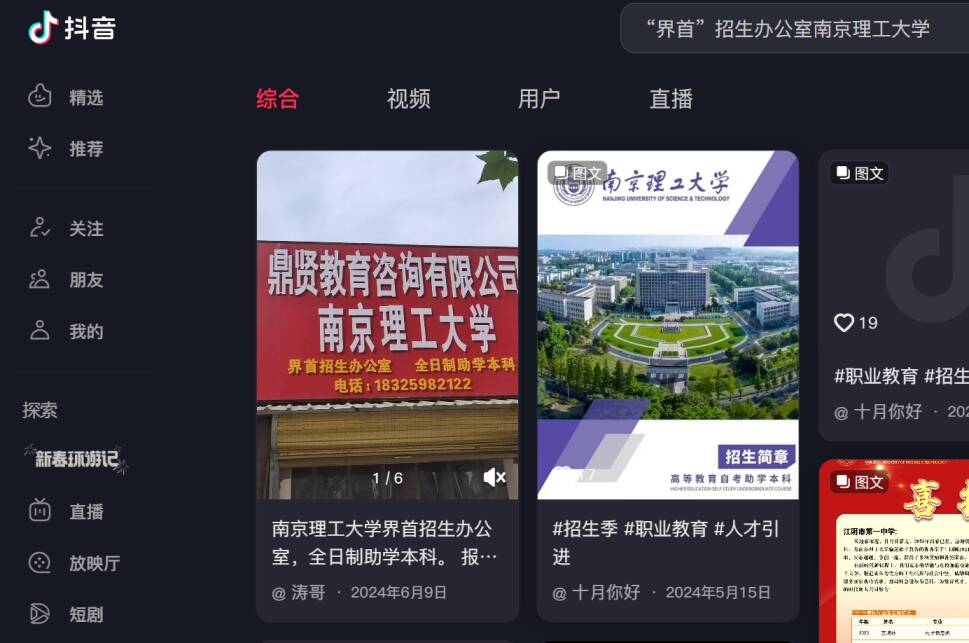 抖音
“界首”招生办公室南京理工大学
精选
推荐
关注
朋友
我的
探索
新春环游记
直播
放映厅
短剧
综合
视频
用户
直播
鼎贤教育咨询有限公司
南京理工大学
界首招生办公室 全日制助学本科
电话:18325982122
1 / 6
南京理工大学界首招生办公
室，全日制助学本科。 报…
@ 涛哥 · 2024年6月9日
图文
南京理工大学
NANJING UNIVERSITY OF SCIENCE & TECHNOLOGY
招生简章
高等教育自考助学本科
HIGHER EDUCATION SELF STUDY UNDERGRADUATE COURSE
#招生季 #职业教育 #人才引
进
@ 十月你好 · 2024年5月15日
图文
19
#职业教育 #招生
@ 十月你好 · 202
图文
喜
江阴市第一中学: